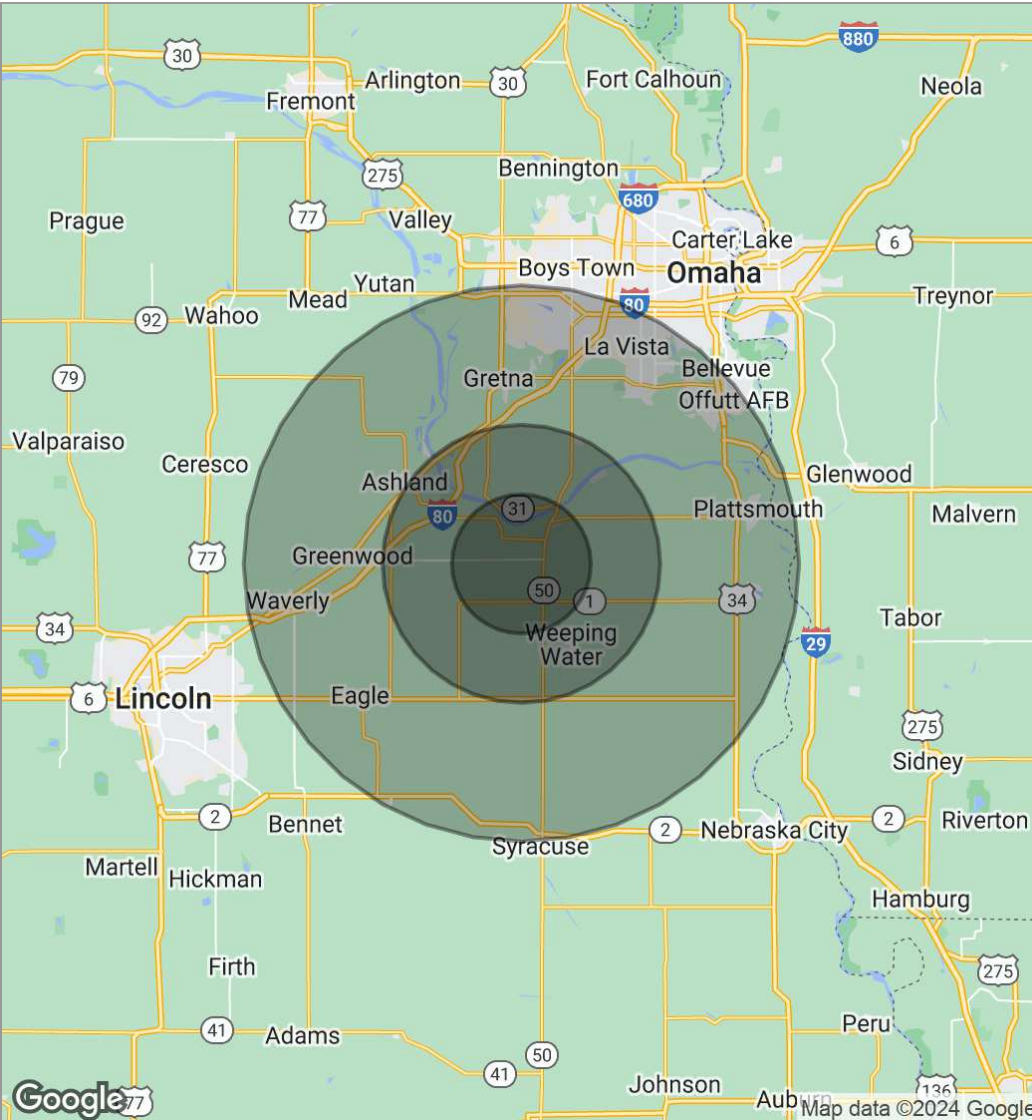 880
30
Arlington
30
Fort Calhoun
Neola
Fremont
Bennington
275
680
Prague
77
Valley
Carter Lake
6
Boys Town
Omaha
Yutan
Mead
80
Treynor
92
Wahoo
La Vista
79
Gretna
Bellevue
Offutt AFB
Valparaiso
Ceresco
Ashland
Glenwood
31
80
Plattsmouth
Malvern
77
Greenwood
50
Waverly
1
34
34
Tabor
Weeping
Water
29
6
Lincoln
Eagle
275
Sidney
2
Bennet
2
Nebraska City
2
Riverton
Syracuse
Martell
Hickman
Hamburg
Firth
275
41
Adams
Peru
50
41
Johnson
136
Google
77
Auburn
Map data ©2024 Google